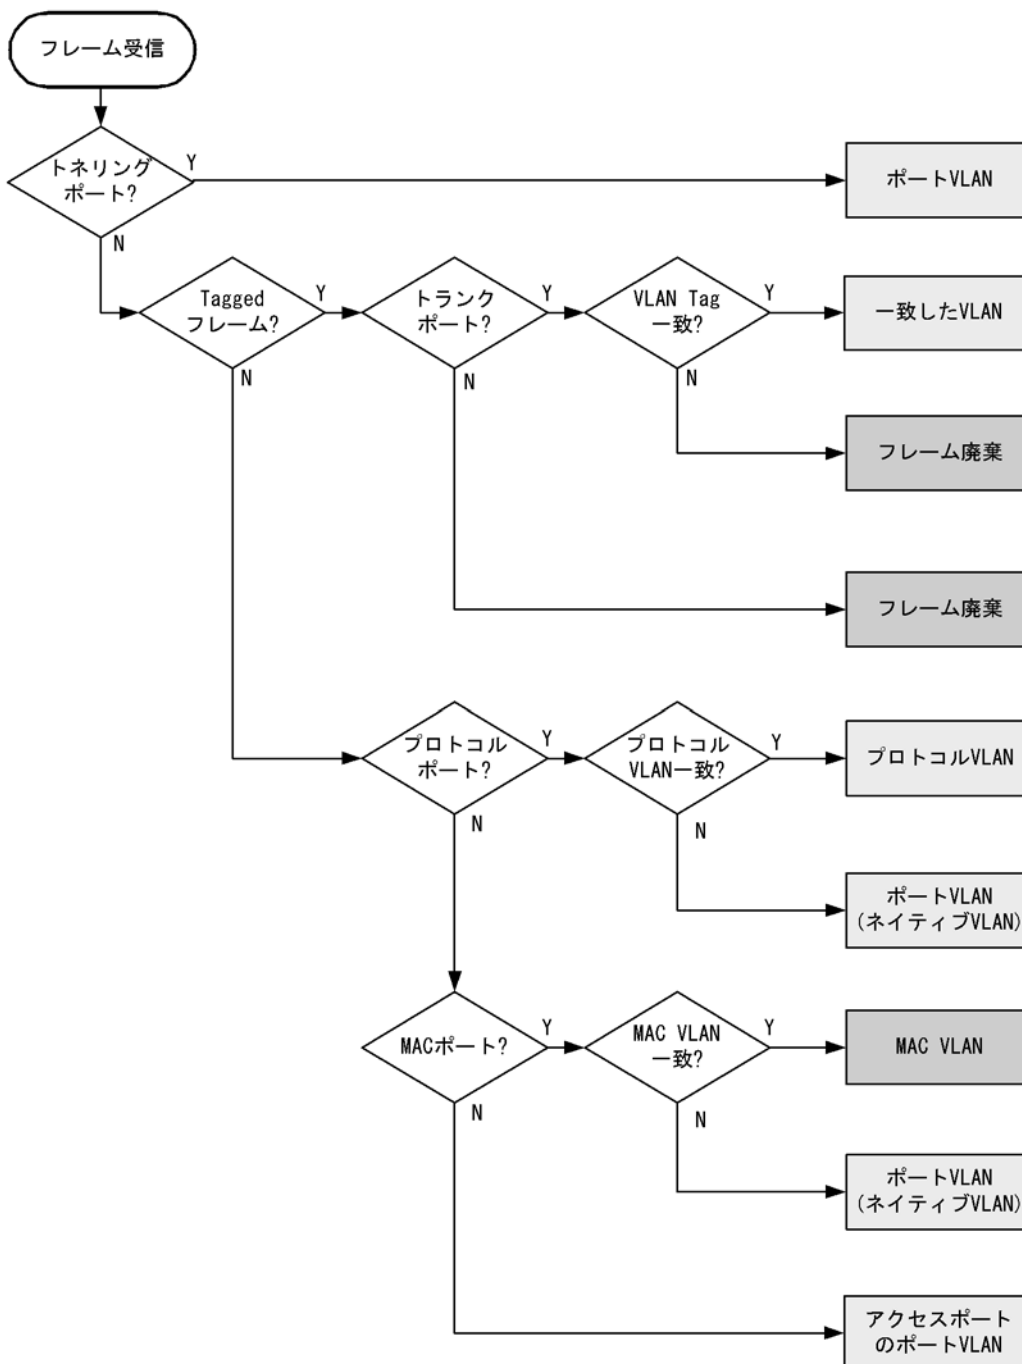 フレーム受信
トネリング
ポート?
Y
ポートVLAN
N
Tagged
フレーム?
Y
トランク
ポート?
Y
VLAN Tag
一致?
Y
一致したVLAN
N
N
N
フレーム廃棄
フレーム廃棄
プロトコル
ポート?
Y
プロトコル
VLAN一致?
Y
プロトコルVLAN
N
N
ポートVLAN
(ネイティブVLAN)
MACポート?
Y
MAC VLAN
一致?
Y
MAC VLAN
N
N
ポートVLAN
(ネイティブVLAN)
アクセスポート
のポートVLAN